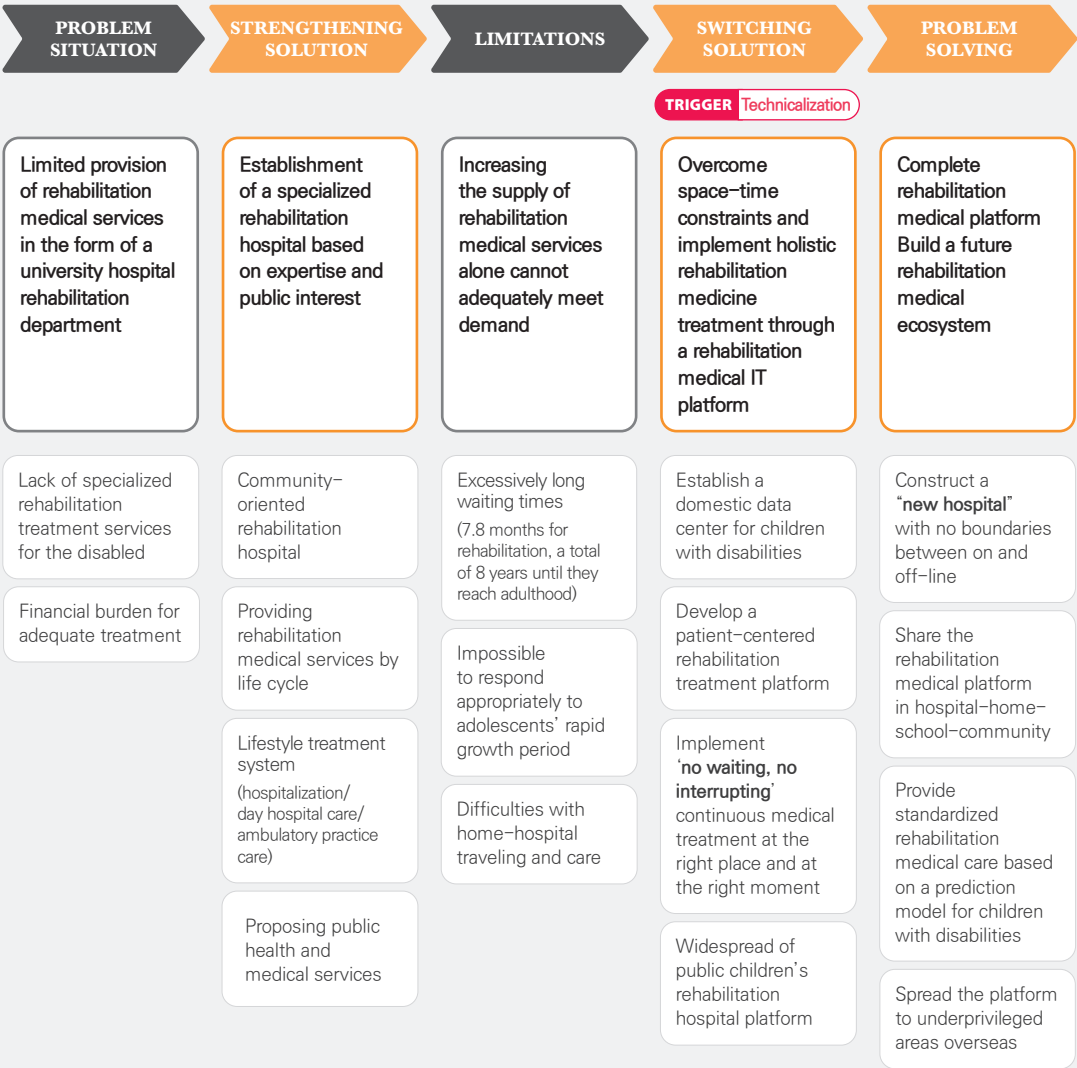 PROBLEM
SITUATION
STRENGTHENING
SOLUTION
LIMITATIONS
SWITCHING
SOLUTION
PROBLEM
SOLVING
TRIGGER Technicalization
Limited provision
of rehabilitation
medical services
in the form of a
university hospital
rehabilitation
department
Establishment
of a specialized
rehabilitation
hospital based
on expertise and
public interest
Increasing
the supply of
rehabilitation
medical services
alone cannot
adequately meet
demand
Overcome
space-time
constraints and
implement holistic
rehabilitation
medicine
treatment through
a rehabilitation
medical IT
platform
Complete
rehabilitation
medical platform
Build a future
rehabilitation
medical
ecosystem
Lack of specialized
rehabilitation
treatment services
for the disabled
Financial burden for
adequate treatment
Community-
oriented
rehabilitation
hospital
Providing
rehabilitation
medical services by
life cycle
Lifestyle treatment
system
(hospitalization/
day hospital care/
ambulatory practice
care)
Proposing public
health and
medical services
Excessively long
waiting times
(7.8 months for
rehabilitation, a total
of 8 years until they
reach adulthood)
Impossible
to respond
appropriately to
adolescents’ rapid
growth period
Difficulties with
home-hospital
traveling and care
Establish a
domestic data
center for children
with disabilities
Develop a
patient-centered
rehabilitation
treatment platform
Implement
‘no waiting, no
interrupting’
continuous medical
treatment at the
right place and at
the right moment
Widespread of
public children’s
rehabilitation
hospital platform
Construct a
“new hospital”
with no boundaries
between on and
off-line
Share the
rehabilitation
medical platform
in hospital-home-
school-community
Provide
standardized
rehabilitation
medical care based
on a prediction
model for children
with disabilities
Spread the platform
to underprivileged
areas overseas